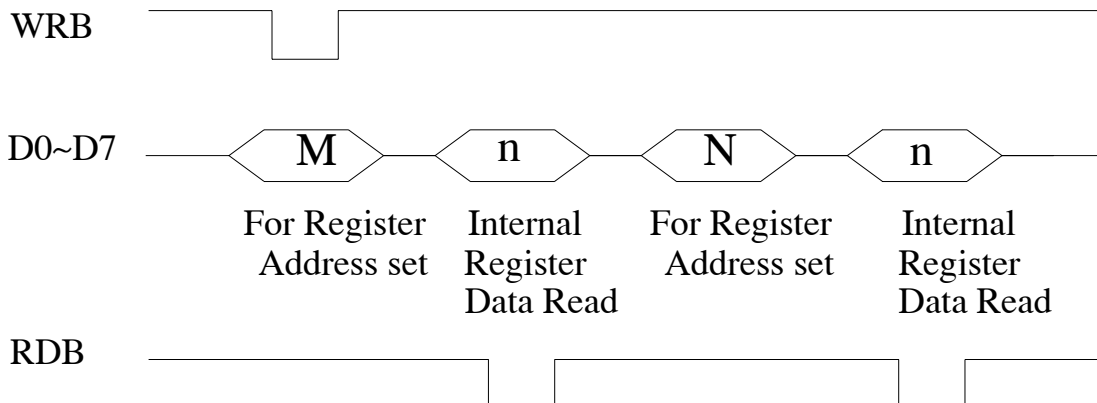 WRB
D0~D7
M
n
N
n
For Register
Address set
Internal
Register
Data Read
For Register
Address set
Internal
Register
Data Read
RDB